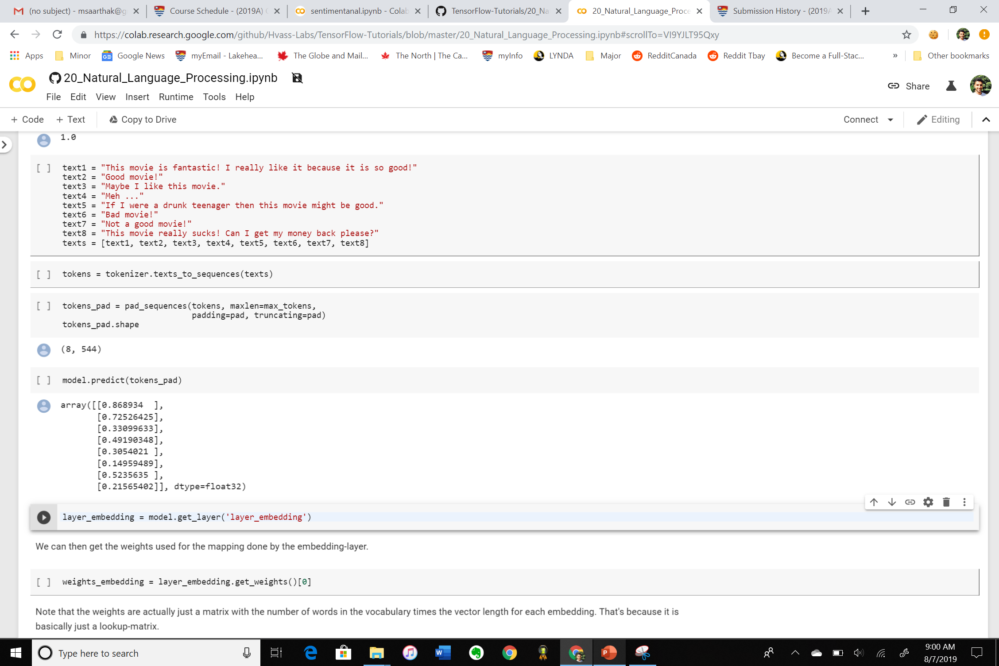 (no subject) - msaarthak@g
Course Schedule - (2019A)
sentimentanal.ipynb - Colab
TensorFlow-Tutorials/20_Na
20_Natural_Language_Proce
Submission History - (2019A
https://colab.research.google.com/github/Hvass-Labs/TensorFlow-Tutorials/blob/master/20_Natural_Language_Processing.ipynb#scrollTo=VI9YJLT95Qxy
Apps Minor Google News myEmail - Lakehea... The Globe and Mail... The North | The Ca... myInfo LYNDA Major RedditCanada Reddit Tbay Become a Full-Stac... » Other bookmarks
20_Natural_Language_Processing.ipynb
Share
File Edit View Insert Runtime Tools Help
+ Code + Text Copy to Drive Connect Editing
1.0
[ ] text1 = "This movie is fantastic! I really like it because it is so good!"
text2 = "Good movie!"
text3 = "Maybe I like this movie."
text4 = "Meh ..."
text5 = "If I were a drunk teenager then this movie might be good."
text6 = "Bad movie!"
text7 = "Not a good movie!"
text8 = "This movie really sucks! Can I get my money back please?"
texts = [text1, text2, text3, text4, text5, text6, text7, text8]
[ ] tokens = tokenizer.texts_to_sequences(texts)
[ ] tokens_pad = pad_sequences(tokens, maxlen=max_tokens,
padding=pad, truncating=pad)
tokens_pad.shape
(8, 544)
[ ] model.predict(tokens_pad)
array([[0.868934  ],
[0.72526425],
[0.33099633],
[0.49190348],
[0.3054021 ],
[0.14959489],
[0.5235635 ],
[0.21565402]], dtype=float32)
layer_embedding = model.get_layer('layer_embedding')
We can then get the weights used for the mapping done by the embedding-layer.
[ ] weights_embedding = layer_embedding.get_weights()[0]
Note that the weights are actually just a matrix with the number of words in the vocabulary times the vector length for each embedding. That's because it is
basically just a lookup-matrix.
Type here to search
9:00 AM
8/7/2019